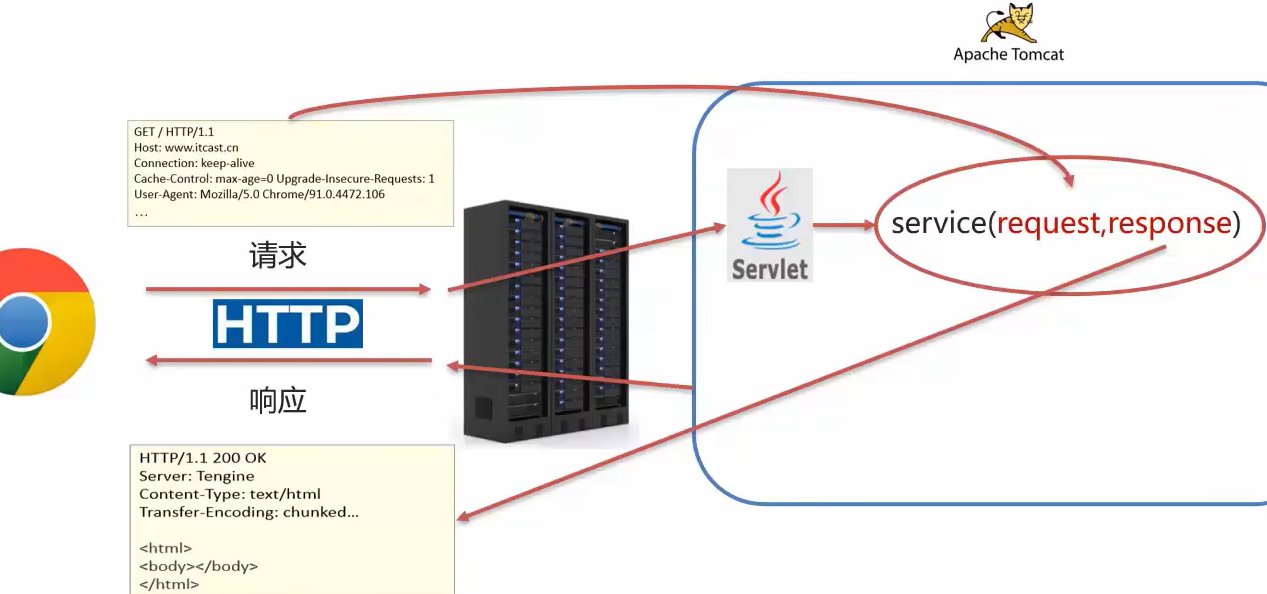 Apache Tomcat
GET / HTTP/1.1
Host: www.itcast.cn
Connection: keep-alive
Cache-Control: max-age=0 Upgrade-Insecure-Requests: 1
User-Agent: Mozilla/5.0 Chrome/91.0.4472.106
...
请求
HTTP
响应
Servlet
service(request,response)
HTTP/1.1 200 OK
Server: Tengine
Content-Type: text/html
Transfer-Encoding: chunked...
<html>
<body></body>
</html>